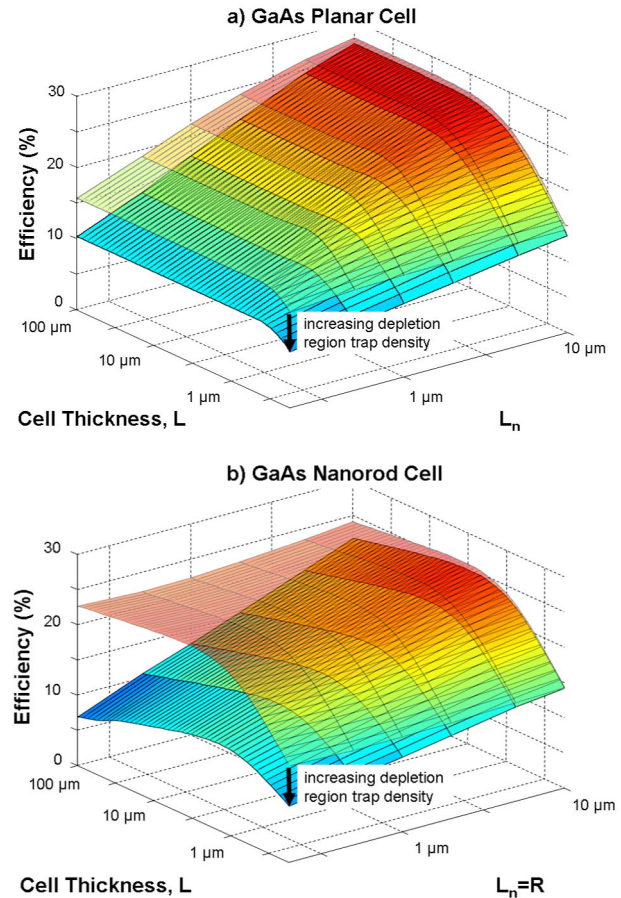 a) GaAs Planar Cell
30
20
10
0
Efficiency (%)
100 µm
10 µm
1 µm
Cell Thickness, L
increasing depletion
region trap density
1 µm
10 µm
Ln
b) GaAs Nanorod Cell
30
20
10
0
Efficiency (%)
100 µm
10 µm
1 µm
Cell Thickness, L
increasing depletion
region trap density
1 µm
10 µm
Ln=R